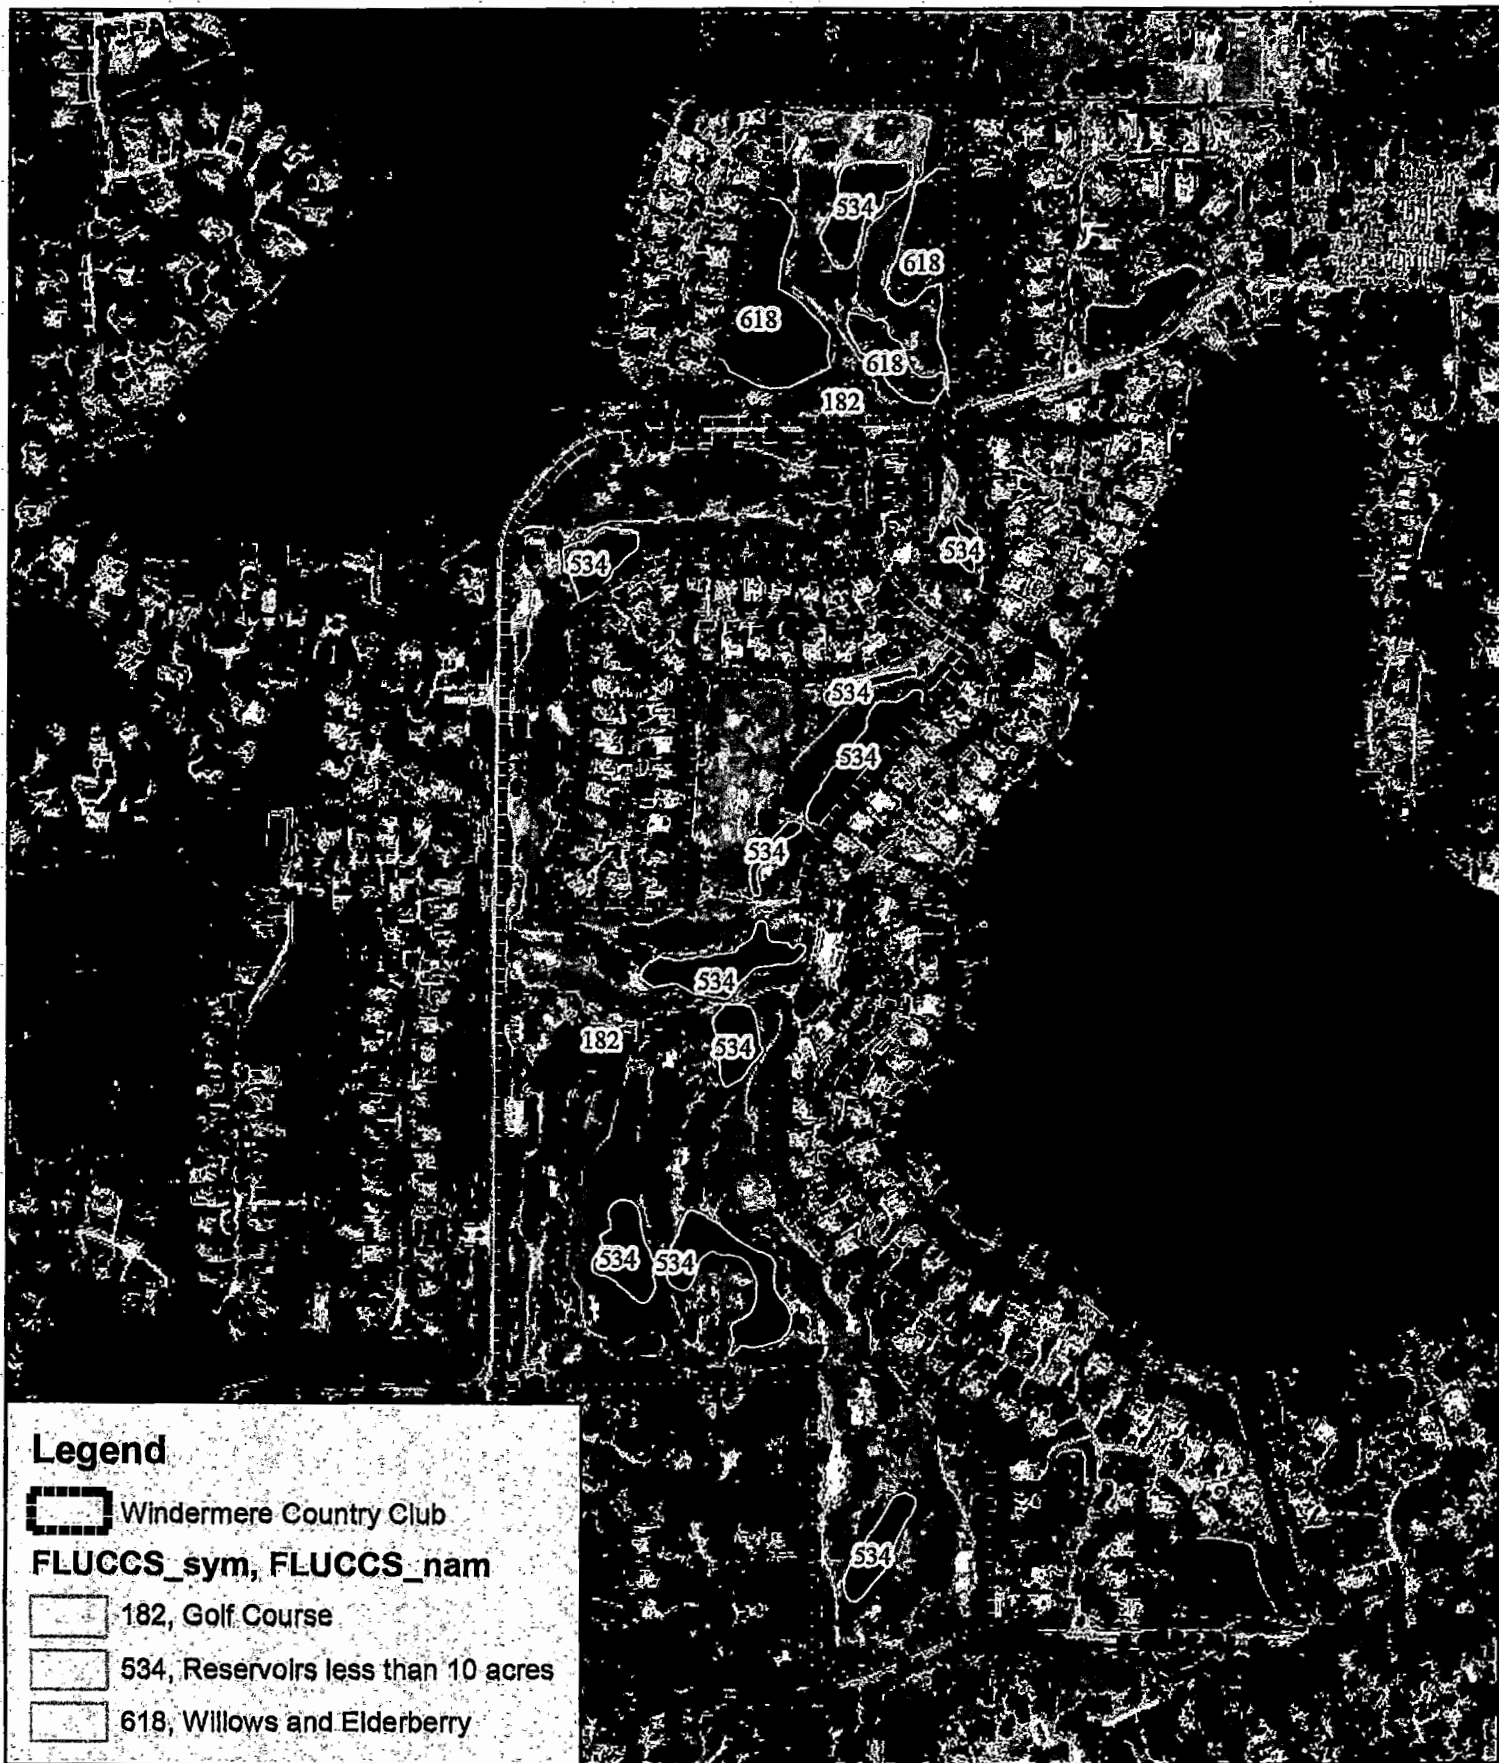 534
618
618
618
182
534
534
534
534
534
534
182
534
534
534
534
Legend
Windermere Country Club
FLUCCS_sym, FLUCCS_nam
182, Golf Course
534, Reservoirs less than 10 acres
618, Willows and Elderberry